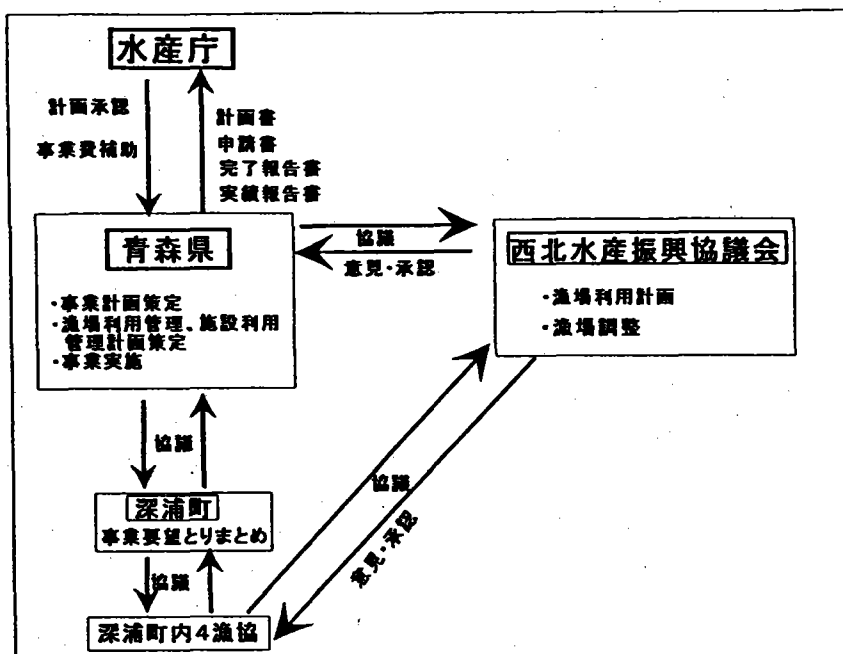 水産庁
計画承認
事業費補助
計画書
申請書
完了報告書
実績報告書
青森県
・事業計画策定
・漁場利用管理、施設利用
管理計画策定
・事業実施
協議
意見・承認
西北水産振興協議会
・漁場利用計画
・漁場調整
協議
深浦町
事業要望とりまとめ
協議
深浦町内4漁協
協議
意見・承認